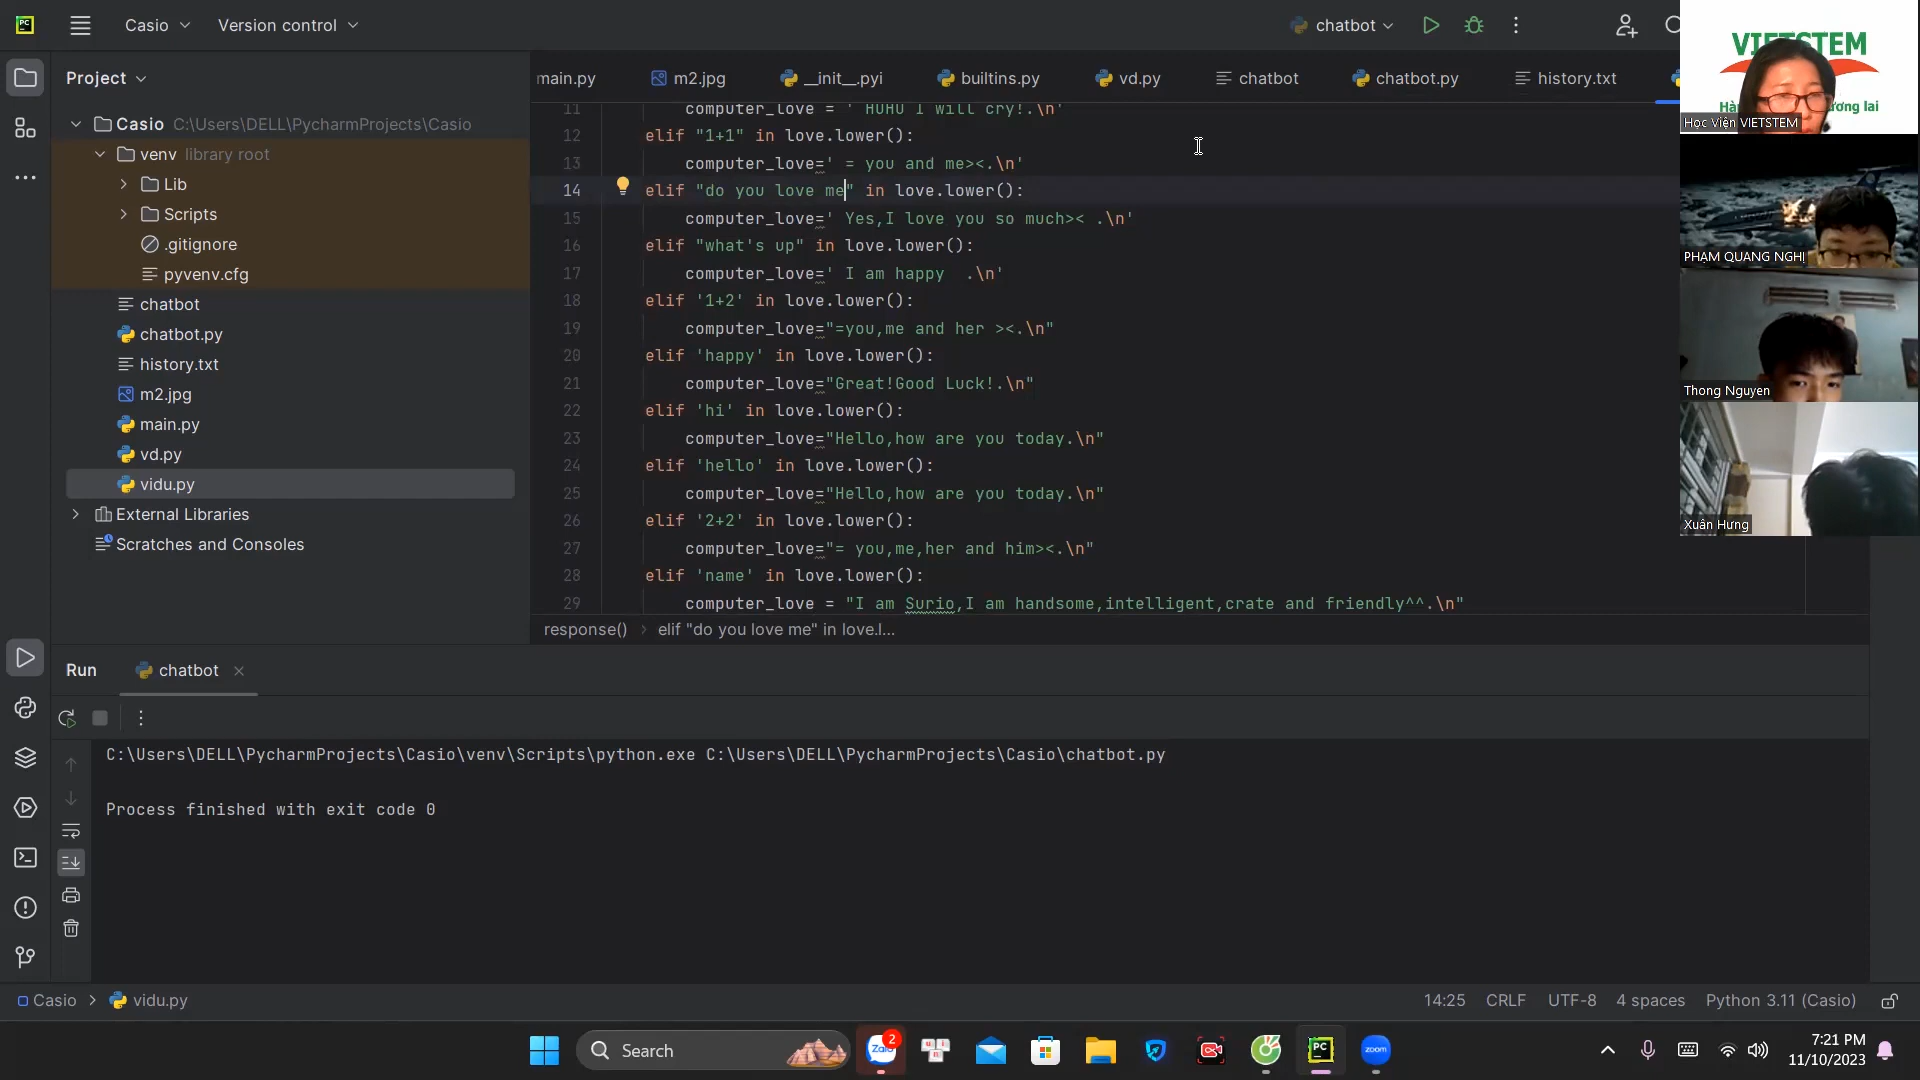 PC
Casio
Version control
chatbot
Project
main.py
m2.jpg
__init__.pyi
builtins.py
vd.py
chatbot
chatbot.py
history.txt
Casio C:\Users\DELL\PycharmProjects\Casio
venv library root
Lib
Scripts
.gitignore
pyvenv.cfg
chatbot
chatbot.py
history.txt
m2.jpg
main.py
vd.py
vidu.py
External Libraries
Scratches and Consoles
11 computer_love = ' HUHU I will cry!.\n'
12 elif "1+1" in love.lower():
13 computer_love=' = you and me><.\n'
14 elif "do you love me" in love.lower():
15 computer_love=' Yes,I love you so much>< .\n'
16 elif "what's up" in love.lower():
17 computer_love=' I am happy  .\n'
18 elif '1+2' in love.lower():
19 computer_love="=you,me and her ><.\n"
20 elif 'happy' in love.lower():
21 computer_love="Great!Good Luck!.\n"
22 elif 'hi' in love.lower():
23 computer_love="Hello,how are you today.\n"
24 elif 'hello' in love.lower():
25 computer_love="Hello,how are you today.\n"
26 elif '2+2' in love.lower():
27 computer_love="= you,me,her and him><.\n"
28 elif 'name' in love.lower():
29 computer_love = "I am Surio,I am handsome,intelligent,crate and friendly^^.\n"
response() > elif "do you love me" in love.l...
VIETSTEM
Học Viện VIETSTEM
PHẠM QUANG NGHỊ
Thong Nguyen
Xuân Hưng
Run
chatbot
C:\Users\DELL\PycharmProjects\Casio\venv\Scripts\python.exe C:\Users\DELL\PycharmProjects\Casio\chatbot.py
Process finished with exit code 0
Casio > vidu.py
14:25
CRLF
UTF-8
4 spaces
Python 3.11 (Casio)
Search
Zalo
2
PC
zoom
7:21 PM
11/10/2023